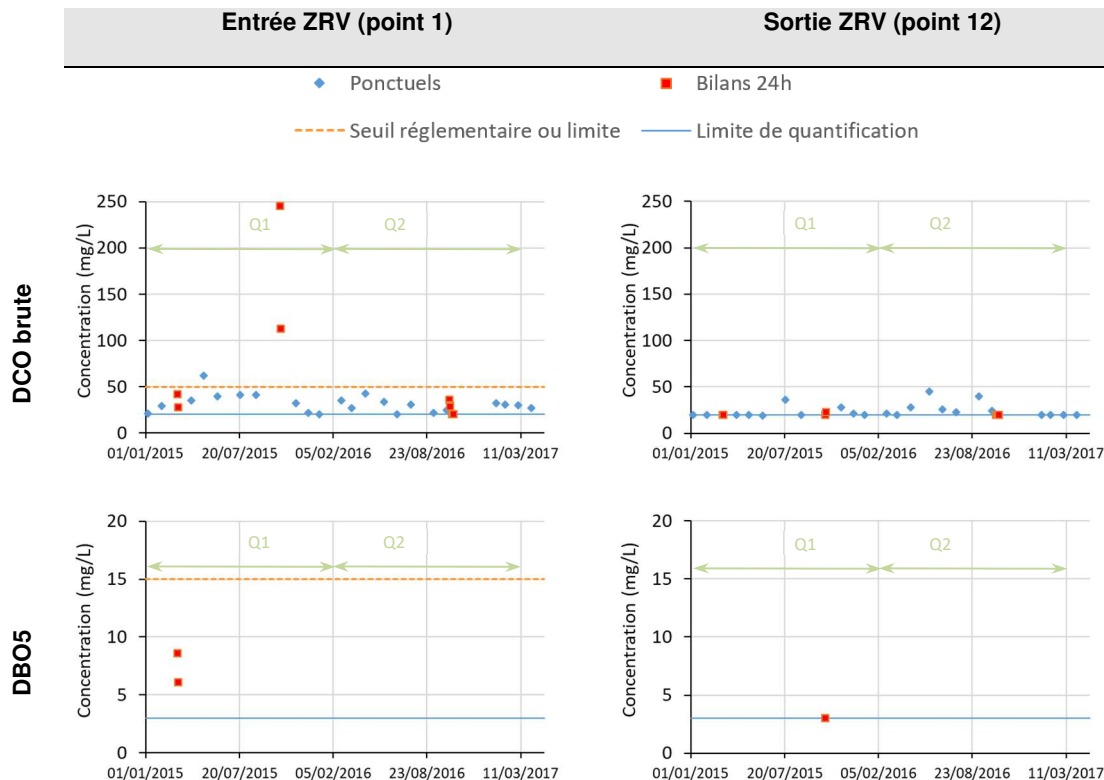 Entrée ZRV (point 1) Sortie ZRV (point 12)
Ponctuels Bilans 24h
Seuil réglementaire ou limite Limite de quantification
DCO brute
Concentration (mg/L)
250
200
150
100
50
0
Q1 Q2
01/01/2015 20/07/2015 05/02/2016 23/08/2016 11/03/2017
Concentration (mg/L)
250
200
150
100
50
0
Q1 Q2
01/01/2015 20/07/2015 05/02/2016 23/08/2016 11/03/2017
DBO5
Concentration (mg/L)
20
15
10
5
0
Q1 Q2
01/01/2015 20/07/2015 05/02/2016 23/08/2016 11/03/2017
Concentration (mg/L)
20
15
10
5
0
Q1 Q2
01/01/2015 20/07/2015 05/02/2016 23/08/2016 11/03/2017